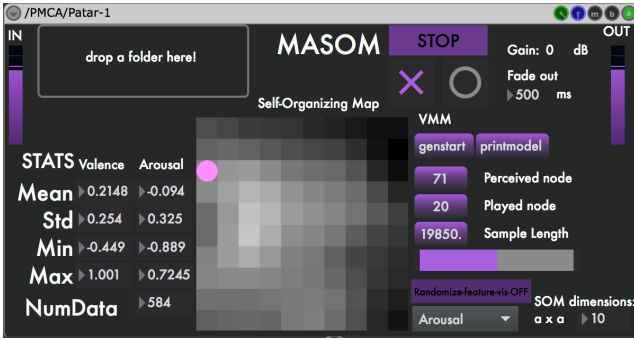 /PMCA/Patar-1
m b
IN
OUT
drop a folder here!
MASOM
STOP
Gain: 0 dB
Fade out
500 ms
Self-Organizing Map
VMM
genstart printmodel
STATS Valence Arousal
Mean 0.2148 -0.094
Std 0.254 0.325
Min -0.449 -0.889
Max 1.001 0.7245
NumData 584
71 Perceived node
20 Played node
19850. Sample Length
Randomize-feature-vis-OFF
Arousal
SOM dimensions:
a x a 10